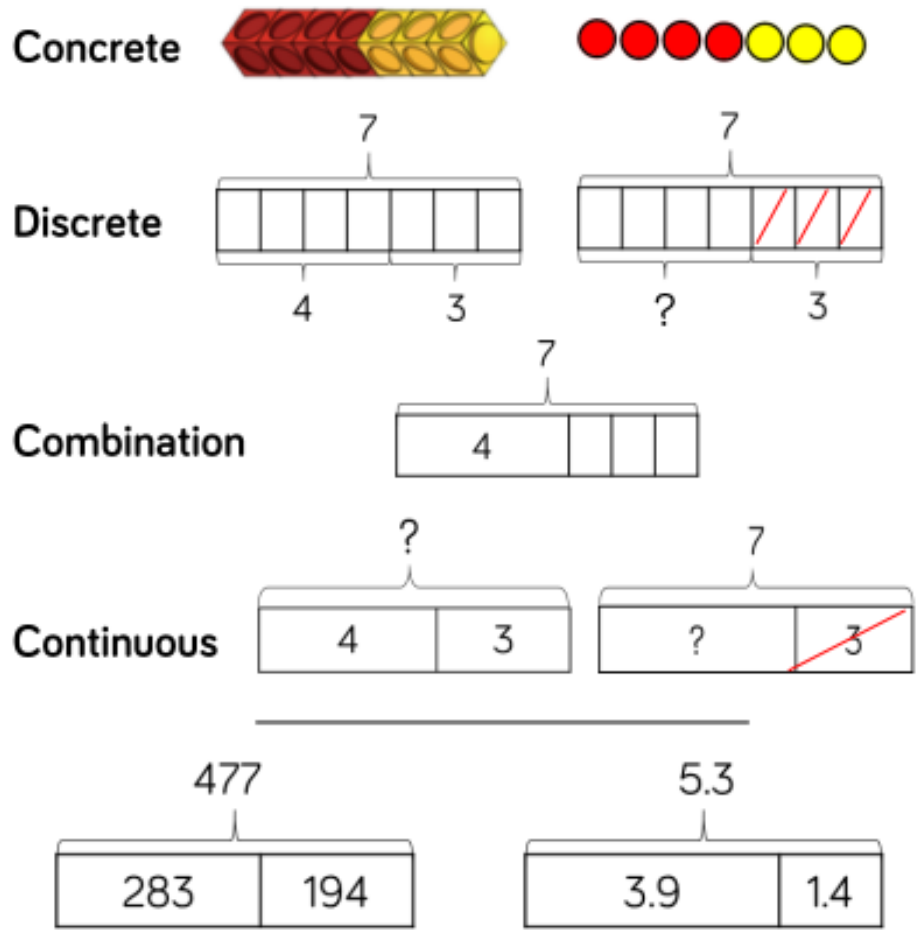 Concrete
7 7
Discrete
4 3 ? 3
7
Combination
4
? 7
Continuous
4 3 ? 3
477 5.3
283 194 3.9 1.4